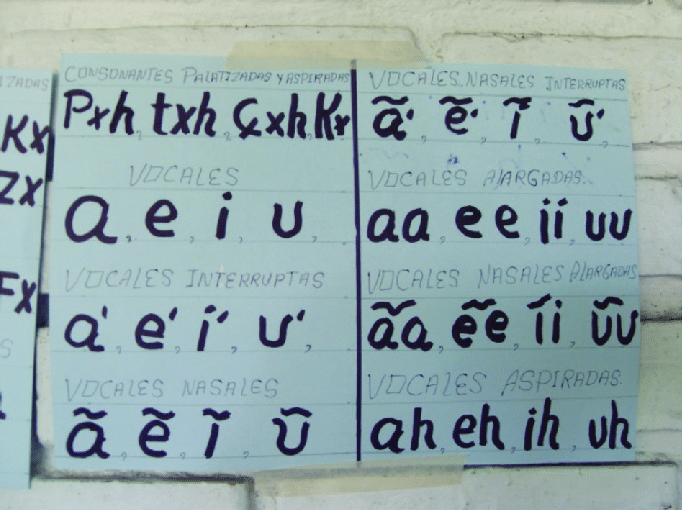 IZADAS
Kx
ZX
FX
S
CONSONANTES PALATIZADAS Y ASPIRADAS
Pxh, txh, Çxh, Kx
VOCALES
a, e, i, u,
VOCALES INTERRUPTAS
a', e', i', u',
VOCALES NASALES
ã, ẽ, ĩ, ũ
VOCALES NASALES INTERRUPTAS
ã', ẽ', ĩ', ũ',
VOCALES ALARGADAS.
aa, ee, ii, uu
VOCALES NASALES ALARGADAS
ãa, ẽe, ĩi, ũu
VOCALES ASPIRADAS.
ah, eh, ih, uh